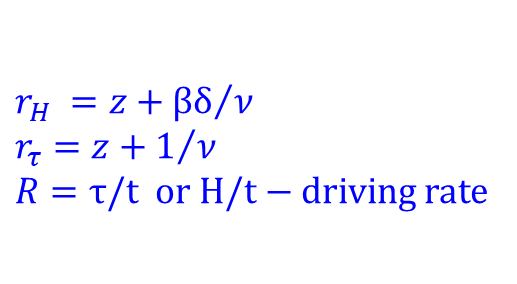 r_H = z + βδ/ν
r_τ = z + 1/ν
R = τ/t or H/t − driving rate